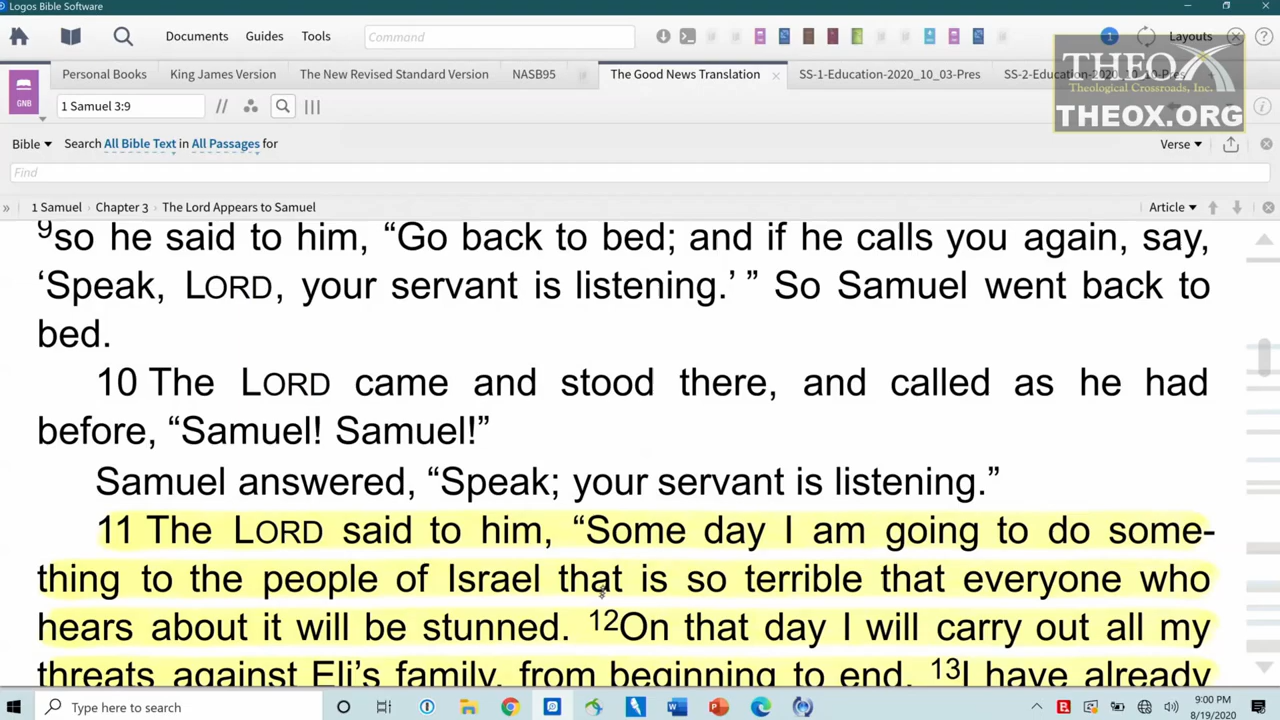 Logos Bible Software
Documents Guides Tools Command 1 Layouts
Personal Books King James Version The New Revised Standard Version NASB95 The Good News Translation SS-1-Education-2020_10_03-Pres SS-2-Education-2020_10_10-Pres
THEOX
Theological Crossroads, Inc.
THEOX.ORG
GNB
1 Samuel 3:9
Bible Search All Bible Text in All Passages for Verse
Find
» 1 Samuel Chapter 3 The Lord Appears to Samuel Article
9so he said to him, “Go back to bed; and if he calls you again, say,
‘Speak, LORD, your servant is listening.’ ” So Samuel went back to
bed.
10 The LORD came and stood there, and called as he had
before, “Samuel! Samuel!”
Samuel answered, “Speak; your servant is listening.”
11 The LORD said to him, “Some day I am going to do some-
thing to the people of Israel that is so terrible that everyone who
hears about it will be stunned. 12On that day I will carry out all my
threats against Eli’s family, from beginning to end. 13I have already
Type here to search
9:00 PM
8/19/2020